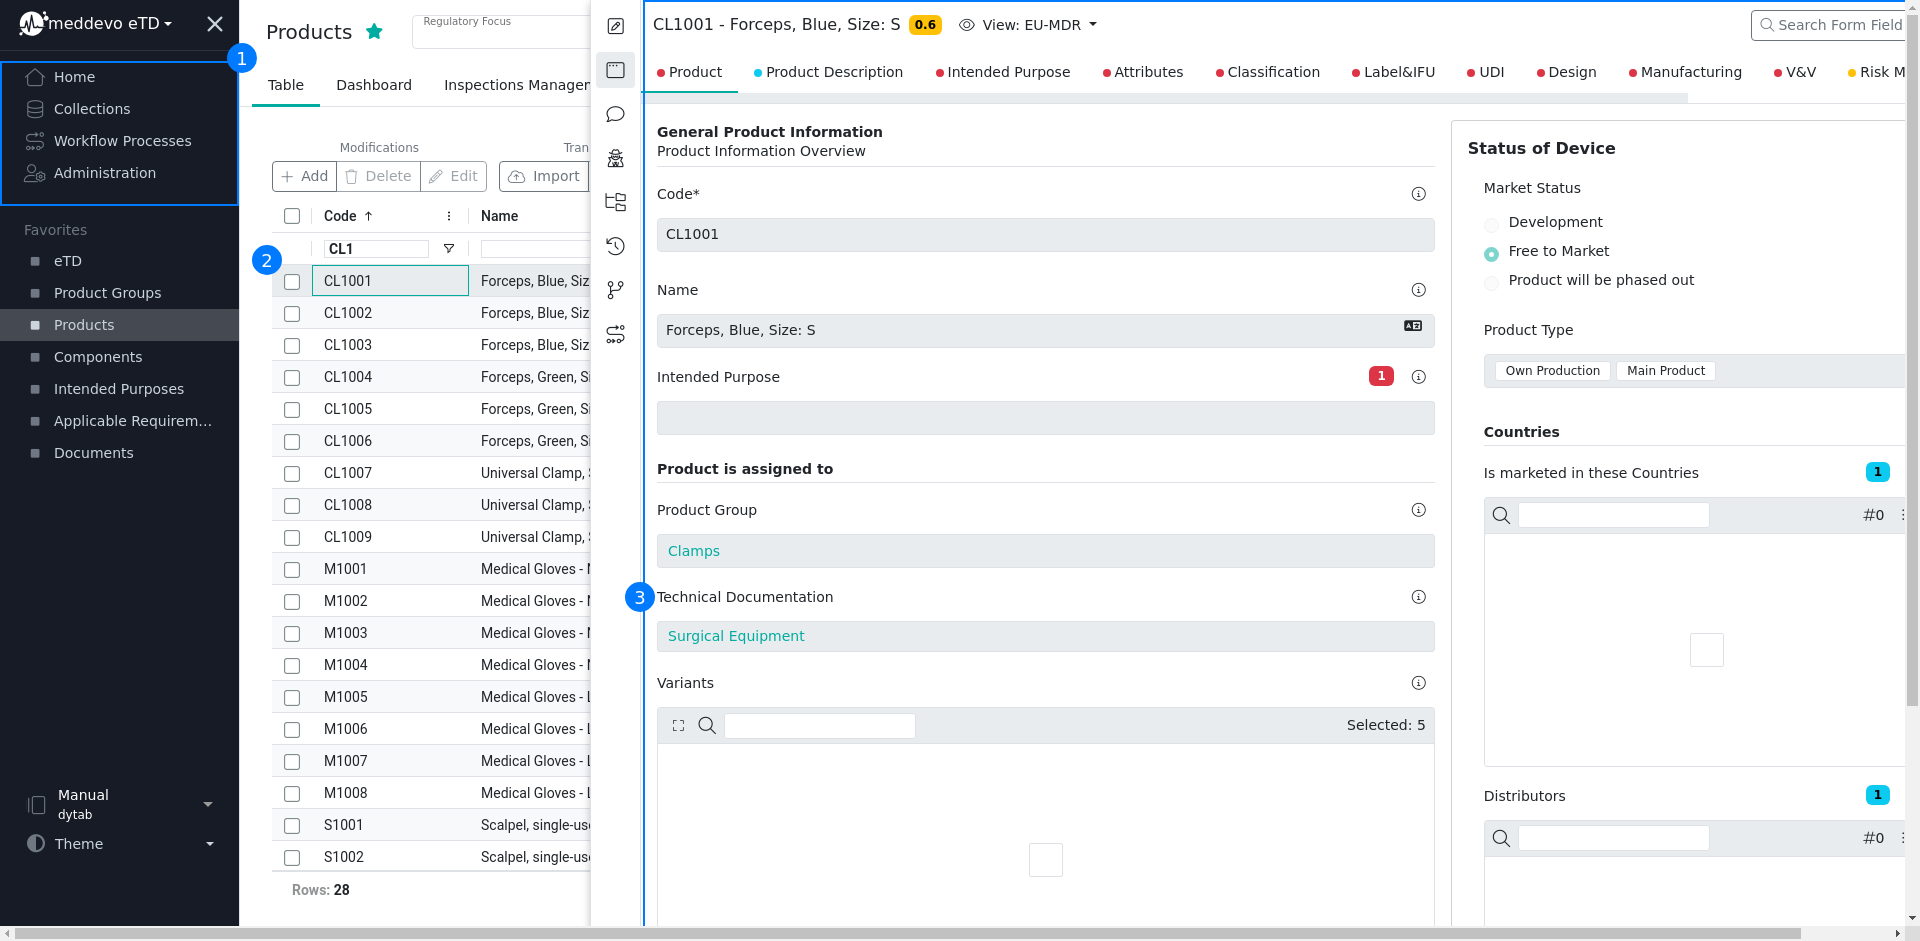 meddevo eTD
1
Home
Collections
Workflow Processes
Administration
Favorites
eTD
Product Groups
Products
Components
Intended Purposes
Applicable Requirem...
Documents
Manual
dytab
Theme
Products
Regulatory Focus
Table
Dashboard
Inspections Manager
Modifications
Tran
Add
Delete
Edit
Import
Code
Name
CL1
2
CL1001 Forceps, Blue, Siz
CL1002 Forceps, Blue, Siz
CL1003 Forceps, Blue, Siz
CL1004 Forceps, Green, Si
CL1005 Forceps, Green, Si
CL1006 Forceps, Green, Si
CL1007 Universal Clamp,
CL1008 Universal Clamp,
CL1009 Universal Clamp,
M1001 Medical Gloves -
M1002 Medical Gloves -
M1003 Medical Gloves -
M1004 Medical Gloves -
M1005 Medical Gloves - L
M1006 Medical Gloves - L
M1007 Medical Gloves - L
M1008 Medical Gloves - L
S1001 Scalpel, single-us
S1002 Scalpel, single-us
Rows: 28
CL1001 - Forceps, Blue, Size: S
0.6
View: EU-MDR
Search Form Field
Product
Product Description
Intended Purpose
Attributes
Classification
Label&IFU
UDI
Design
Manufacturing
V&V
Risk M
General Product Information
Product Information Overview
Code*
CL1001
Name
Forceps, Blue, Size: S
Intended Purpose
1
Product is assigned to
Product Group
Clamps
3
Technical Documentation
Surgical Equipment
Variants
Selected: 5
Status of Device
Market Status
Development
Free to Market
Product will be phased out
Product Type
Own Production
Main Product
Countries
Is marketed in these Countries
1
#0
Distributors
1
#0